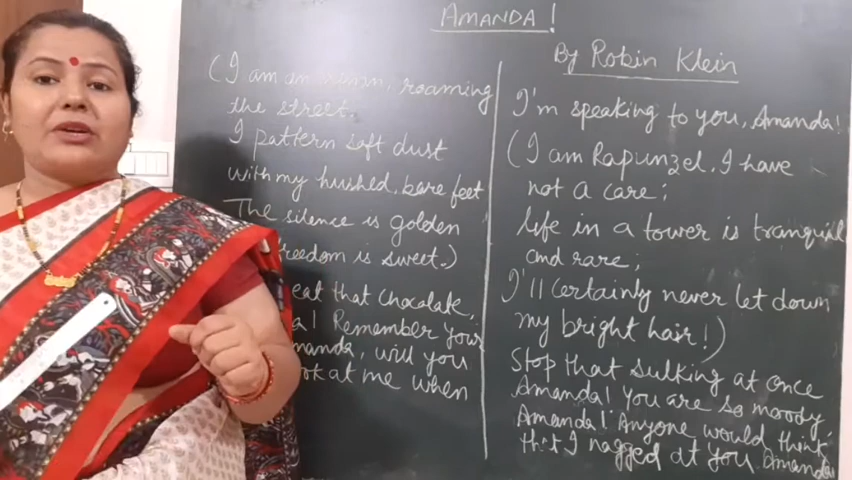 AMANDA!
By Robin Klein
(I am an roaming
the street.
I pattern soft dust
with my hushed, bare feet
The silence is golden
freedom is sweet.)
eat that chocolate,
Remember your
will you
at me when
I'm speaking to you, Amanda!
(I am Rapunzel, I have
not a care;
life in a tower is tranquil
and rare;
I'll certainly never let down
my bright hair!)
Stop that sulking at once
Amanda! You are so moody
Amanda! Anyone would think
that I nagged at you Amanda!